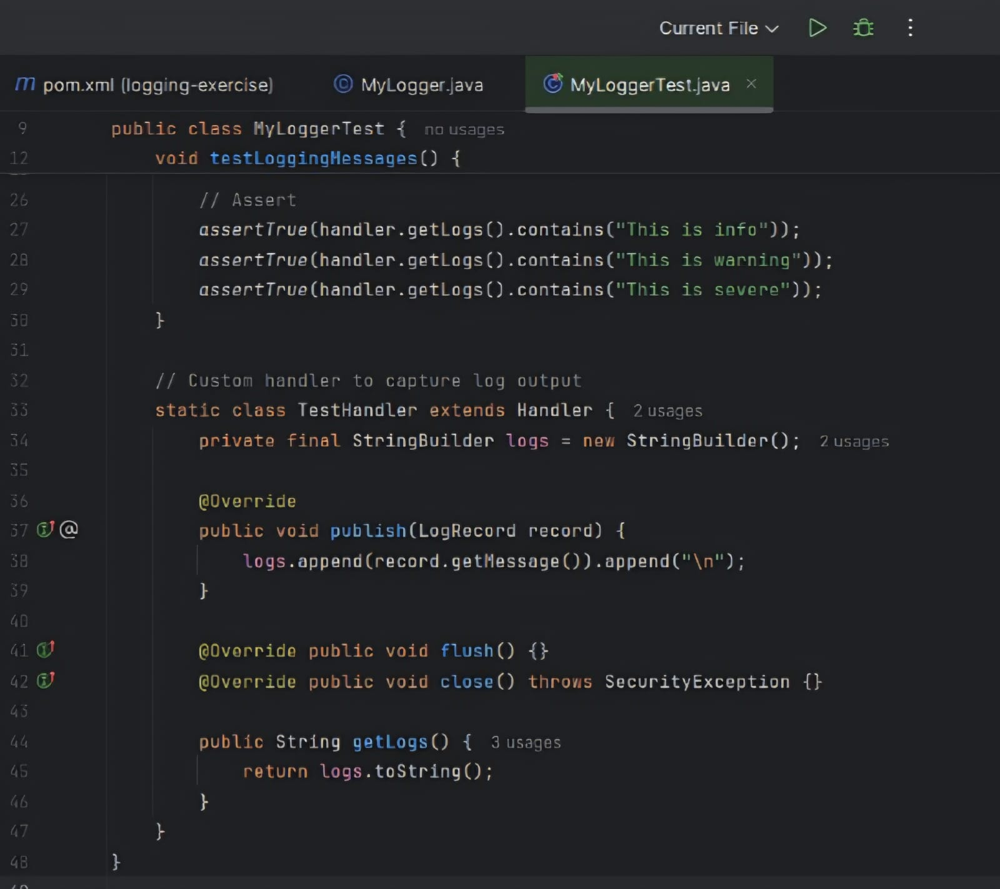 Current File
pom.xml (logging-exercise) MyLogger.java MyLoggerTest.java
9 public class MyLoggerTest { no usages
12 void testLoggingMessages() {
26 // Assert
27 assertTrue(handler.getLogs().contains("This is info"));
28 assertTrue(handler.getLogs().contains("This is warning"));
29 assertTrue(handler.getLogs().contains("This is severe"));
30 }
31
32 // Custom handler to capture log output
33 static class TestHandler extends Handler { 2 usages
34 private final StringBuilder logs = new StringBuilder(); 2 usages
35
36 @Override
37 public void publish(LogRecord record) {
38 logs.append(record.getMessage()).append("\n");
39 }
40
41 @Override public void flush() {}
42 @Override public void close() throws SecurityException {}
43
44 public String getLogs() { 3 usages
45 return logs.toString();
46 }
47 }
48 }